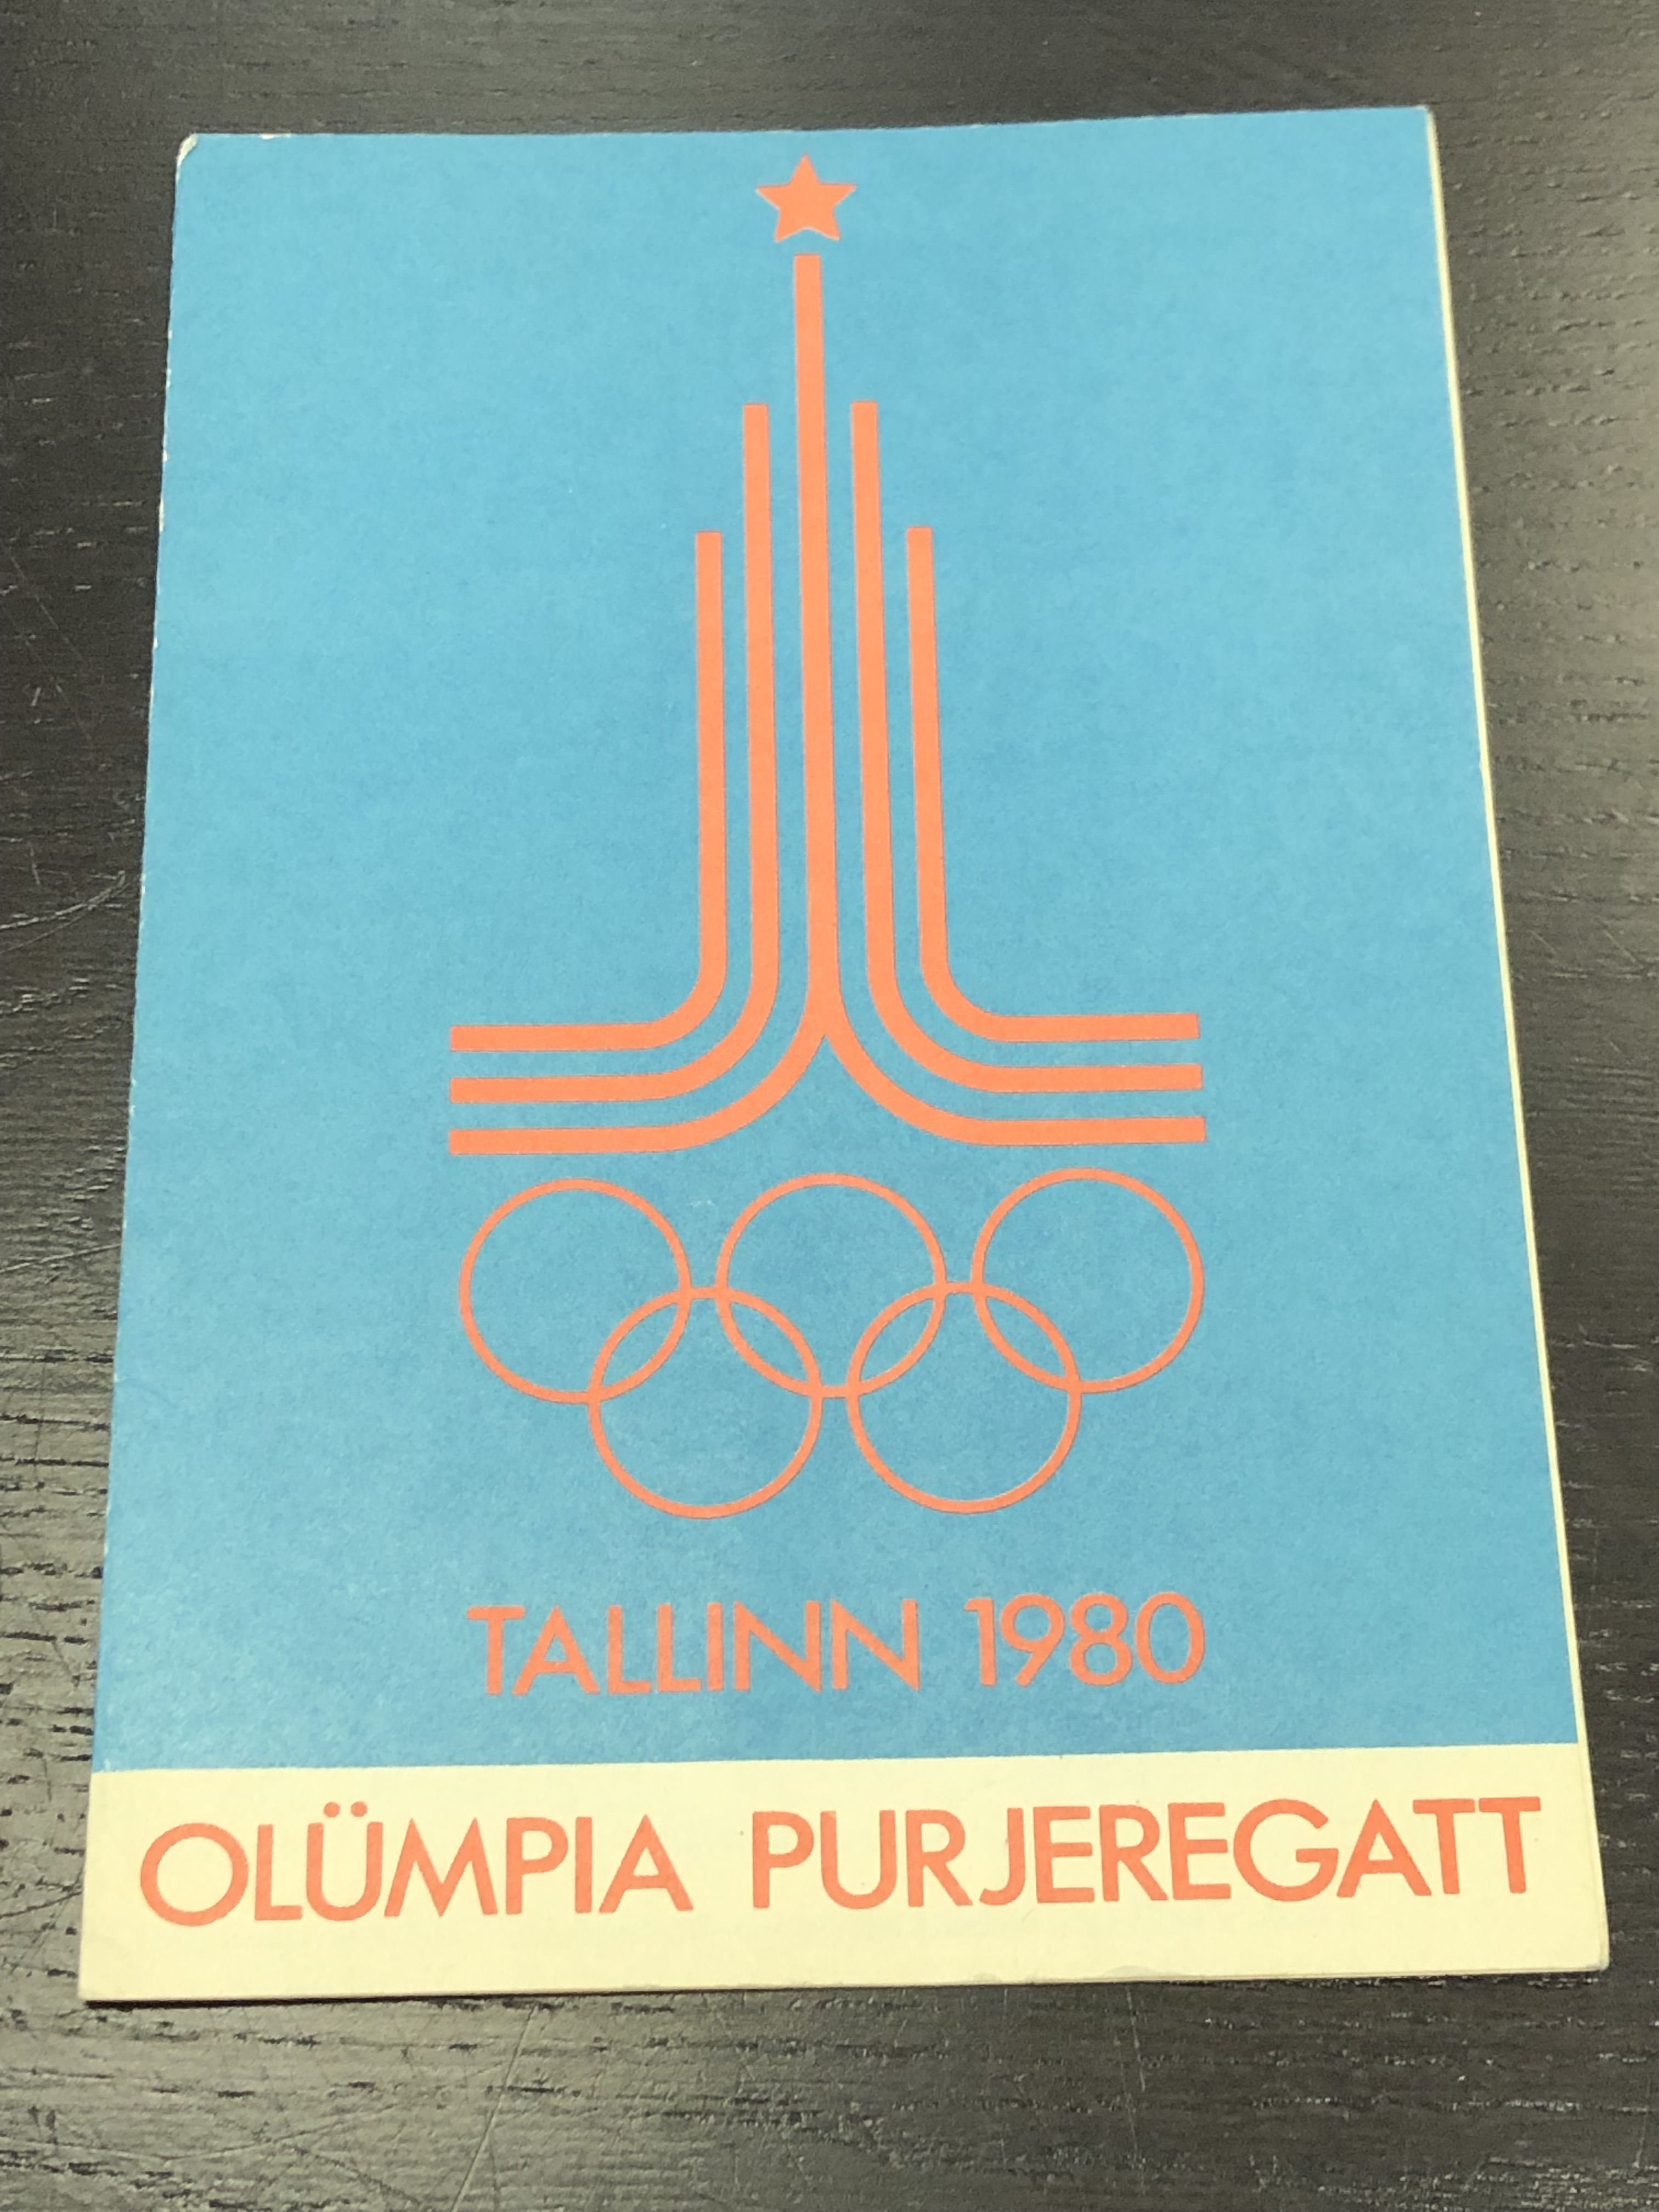 TALLINN 1980
OLÜMPIA PURJEREGATT